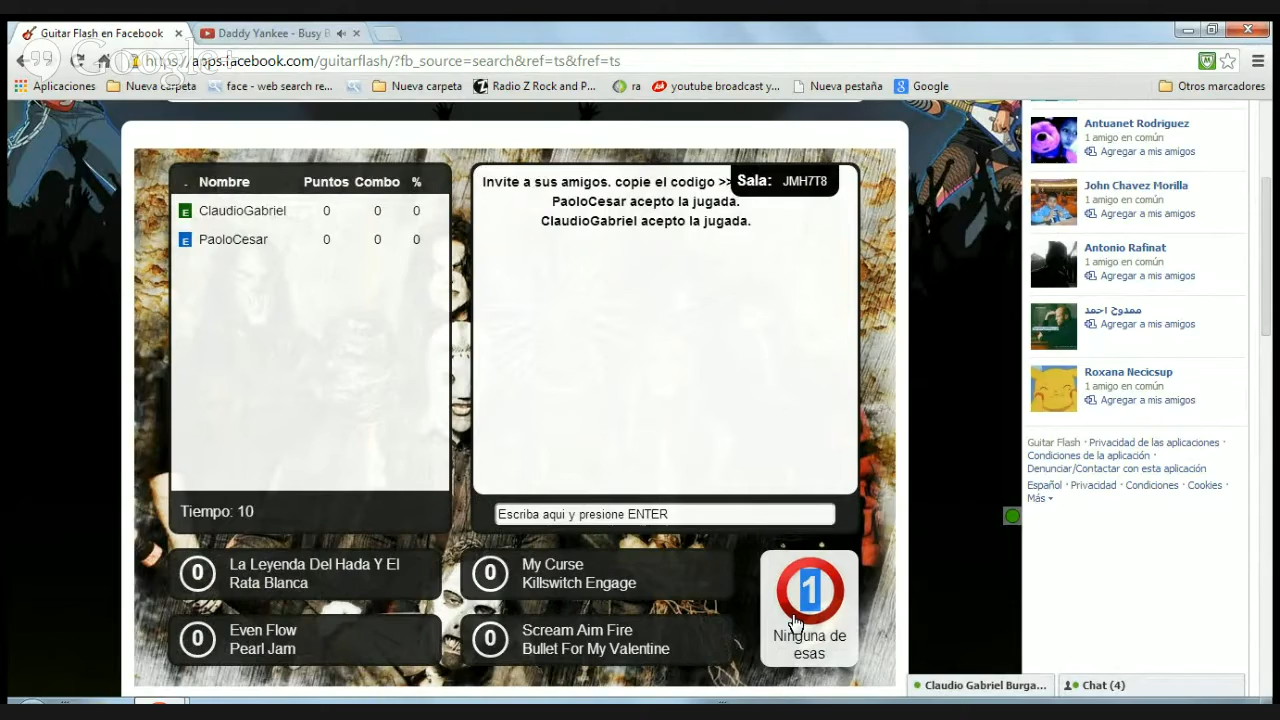 Guitar Flash en Facebook
Daddy Yankee - Busy B
Google+
https://apps.facebook.com/guitarflash/?fb_source=search&ref=ts&fref=ts
Aplicaciones
Nueva carpeta
face - web search re...
Nueva carpeta
Radio Z Rock and P...
ra
youtube broadcast y...
Nueva pestaña
Google
Otros marcadores
. Nombre Puntos Combo %
E ClaudioGabriel 0 0 0
E PaoloCesar 0 0 0
Tiempo: 10
Invite a sus amigos. copie el codigo >>
Sala: JMH7T8
PaoloCesar acepto la jugada.
ClaudioGabriel acepto la jugada.
Escriba aqui y presione ENTER
0 La Leyenda Del Hada Y El
Rata Blanca
0 My Curse
Killswitch Engage
0 Even Flow
Pearl Jam
0 Scream Aim Fire
Bullet For My Valentine
1
Ninguna de
esas
Antuanet Rodriguez
1 amigo en común
Agregar a mis amigos
John Chavez Morilla
1 amigo en común
Agregar a mis amigos
Antonio Rafinat
1 amigo en común
Agregar a mis amigos
ممدوح احمد
Agregar a mis amigos
Roxana Necicsup
1 amigo en común
Agregar a mis amigos
Guitar Flash · Privacidad de las aplicaciones ·
Condiciones de la aplicación ·
Denunciar/Contactar con esta aplicación
Español · Privacidad · Condiciones · Cookies ·
Más
Claudio Gabriel Burga...
Chat (4)